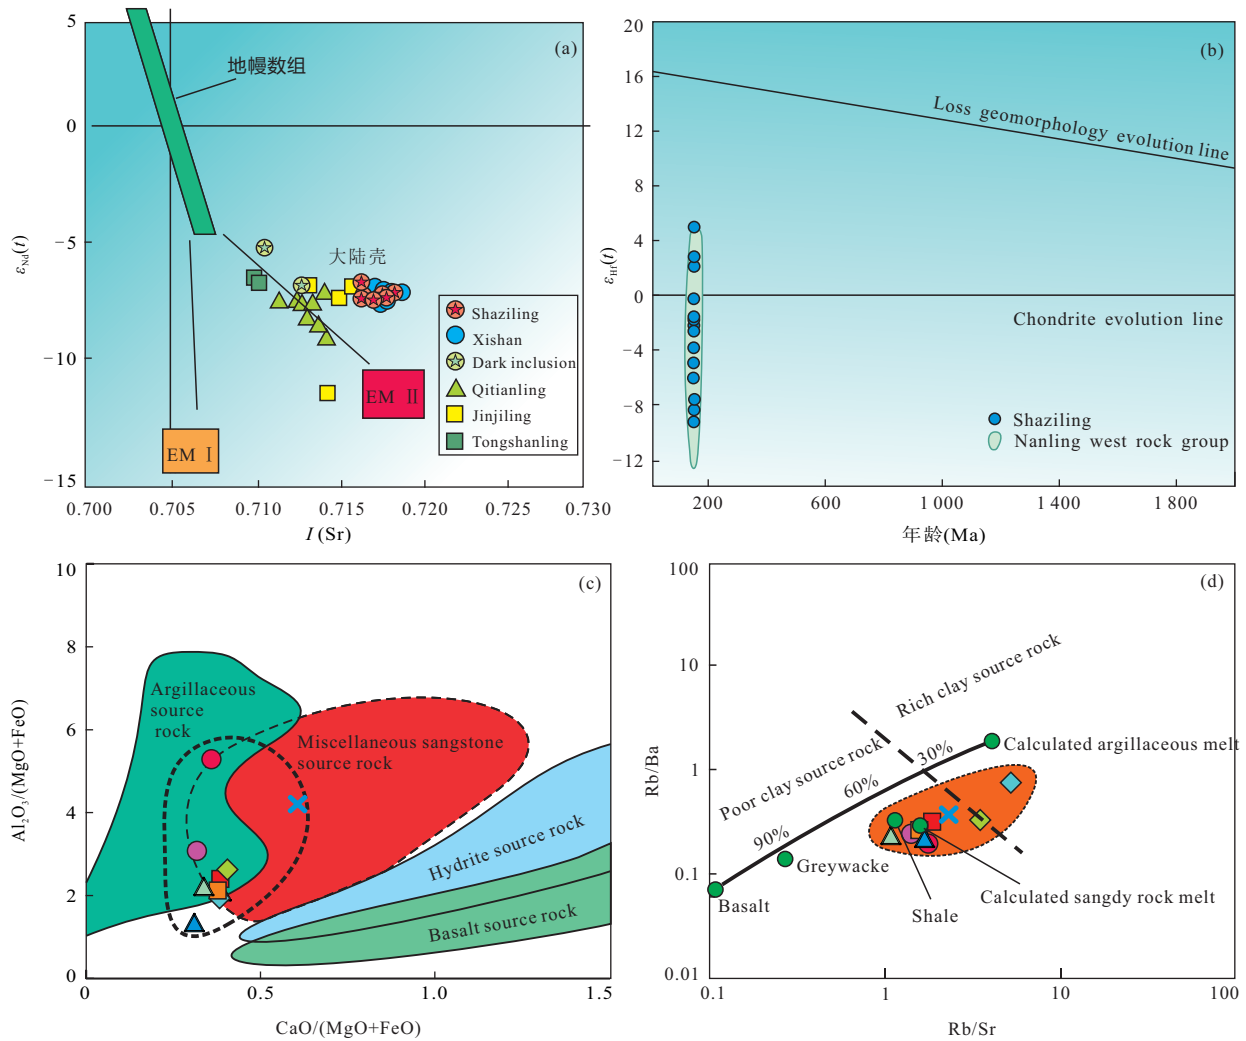 5
0
−5
−10
−15
0.700
0.705
0.710
0.715
0.720
0.725
0.730
I (Sr)
εNd(t)
(a)
地幔数组
大陆壳
EM I
EM II
Shaziling
Xishan
Dark inclusion
Qitianling
Jinjiling
Tongshanling
20
16
12
8
4
0
−4
−8
−12
200
600
1 000
1 400
1 800
年龄(Ma)
εHf(t)
(b)
Loss geomorphology evolution line
Chondrite evolution line
Shaziling
Nanling west rock group
10
8
6
4
2
0
0
0.5
1.0
1.5
CaO/(MgO+FeO)
Al2O3/(MgO+FeO)
(c)
Argillaceous
source
rock
Miscellaneous sangstone
source rock
Hydrite source rock
Basalt source rock
100
10
1
0.1
0.01
0.1
1
10
100
Rb/Sr
Rb/Ba
(d)
Rich clay source rock
Poor clay source rock
30%
60%
90%
Calculated argillaceous melt
Greywacke
Basalt
Shale
Calculated sangdy rock melt